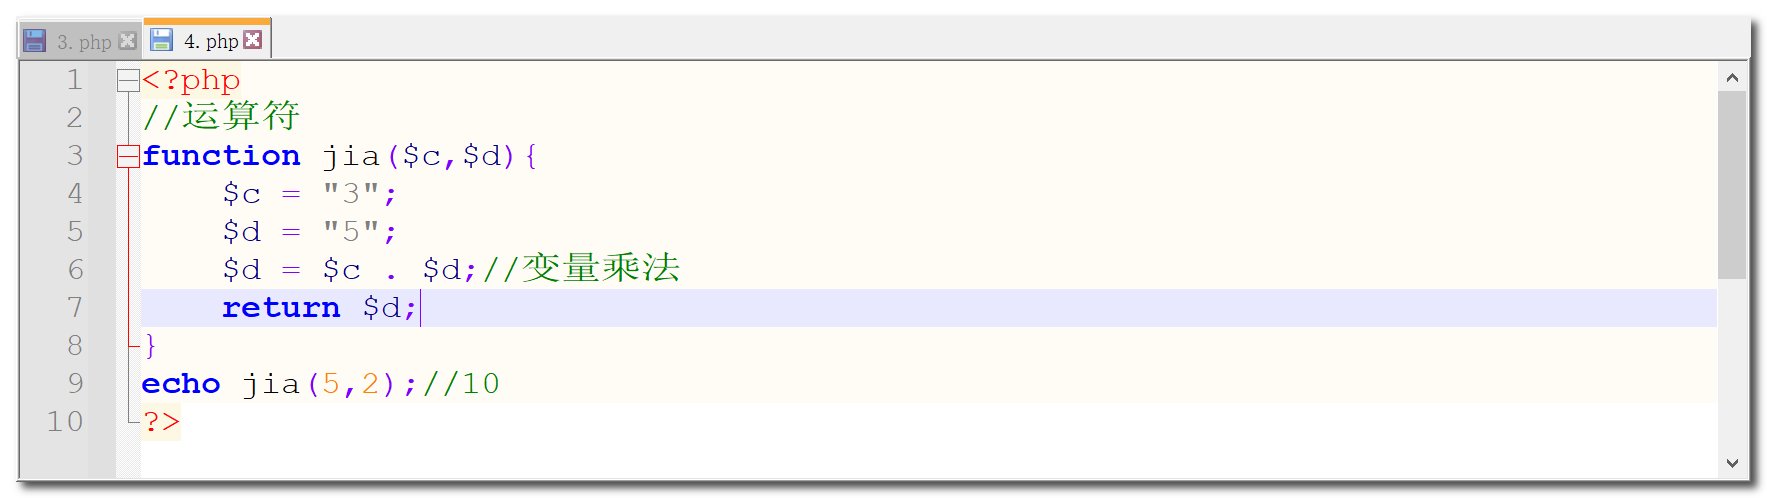 3.php 4.php
1 <?php
2 //运算符
3 function jia($c,$d){
4 $c = "3";
5 $d = "5";
6 $d = $c . $d;//变量乘法
7 return $d;
8 }
9 echo jia(5,2);//10
10 ?>